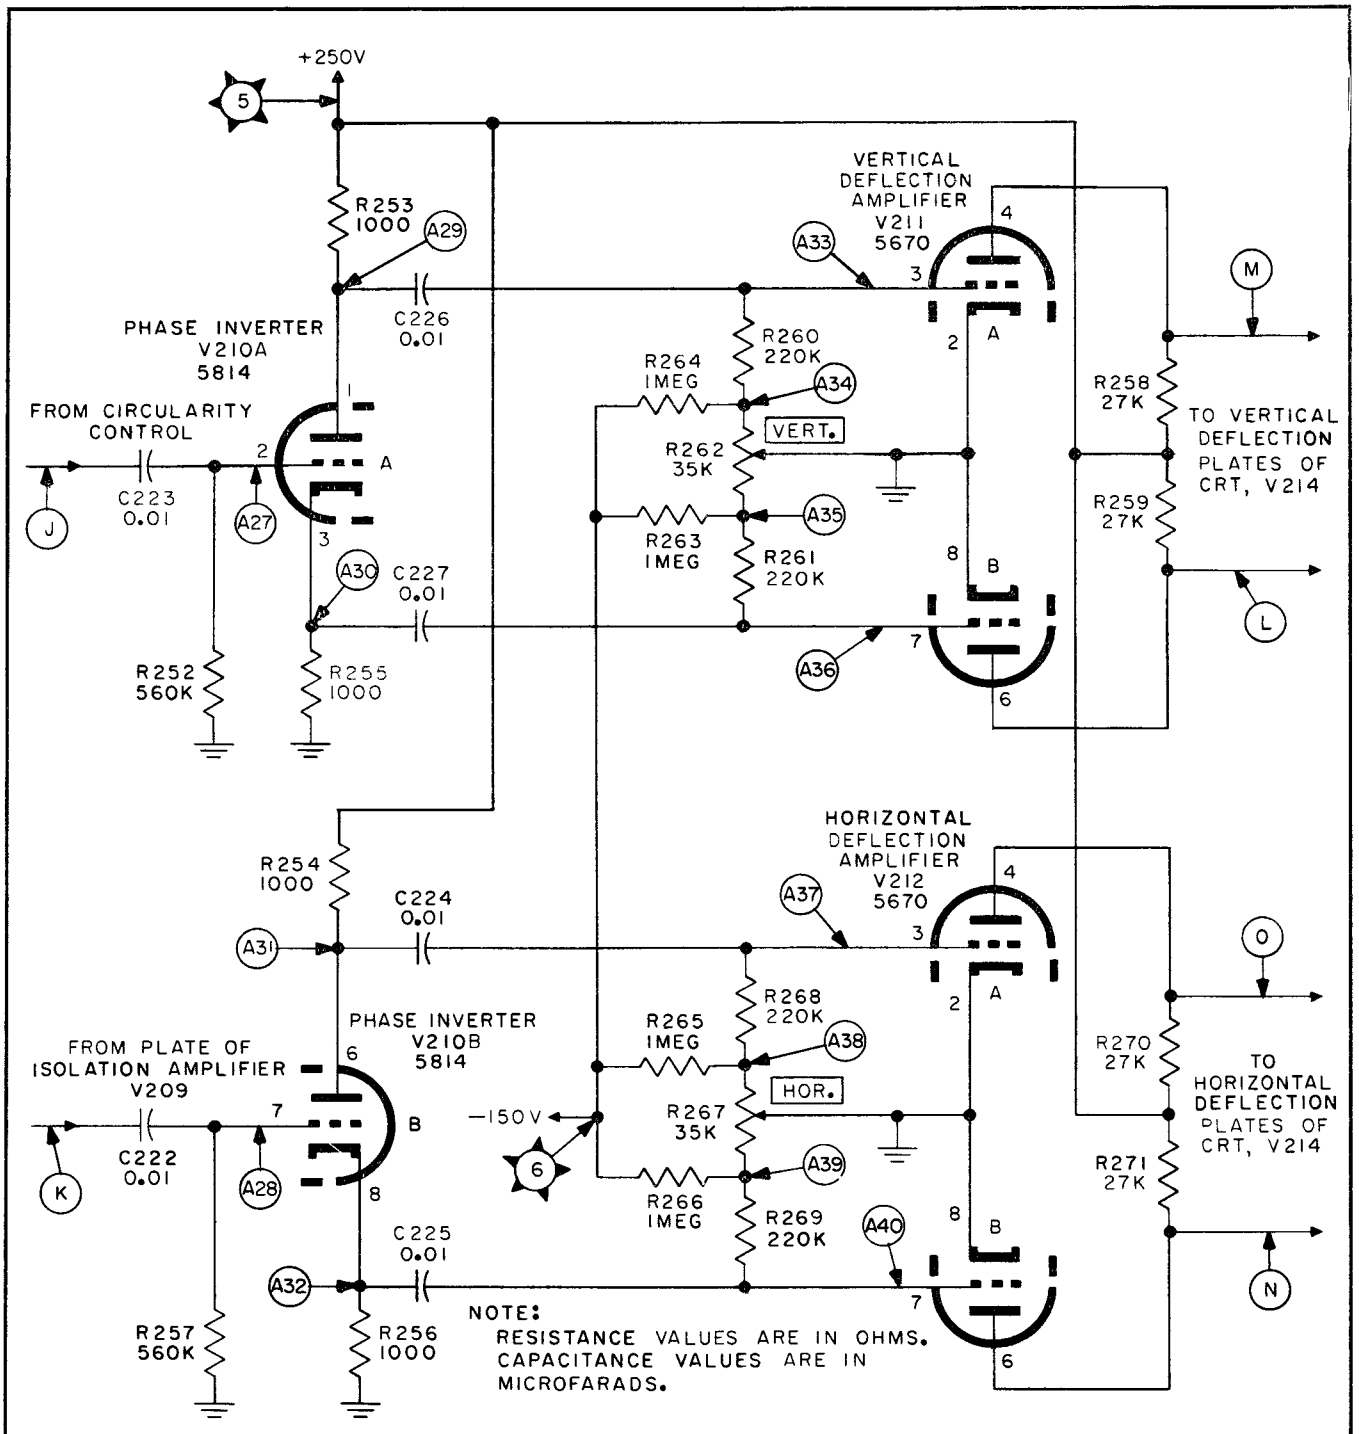 +250V
5
R253
1000
A29
VERTICAL
DEFLECTION
AMPLIFIER
V211
5670
4
A33
3
M
PHASE INVERTER
V210A
5814
C226
0.01
R260
220K
2
A
R264
1MEG
A34
R258
27K
1
FROM CIRCULARITY
CONTROL
VERT.
TO VERTICAL
DEFLECTION
PLATES OF
CRT, V214
2
A
R262
35K
C223
0.01
J
A27
R259
27K
A35
3
R263
1MEG
8
B
R261
220K
A30
C227
0.01
L
7
A36
R252
560K
R255
1000
6
HORIZONTAL
DEFLECTION
AMPLIFIER
V212
5670
4
R254
1000
C224
0.01
A37
3
A31
O
R268
220K
2
A
PHASE INVERTER
V210B
5814
R265
1MEG
A38
R270
27K
FROM PLATE OF
ISOLATION AMPLIFIER
V209
6
HOR.
TO
HORIZONTAL
DEFLECTION
PLATES OF
CRT, V214
7
B
−150V
R267
35K
C222
0.01
K
A28
8
6
A39
R271
27K
R266
1MEG
R269
220K
8
B
C225
0.01
A40
A32
7
N
NOTE:
RESISTANCE VALUES ARE IN OHMS.
CAPACITANCE VALUES ARE IN
MICROFARADS.
R257
560K
R256
1000
6